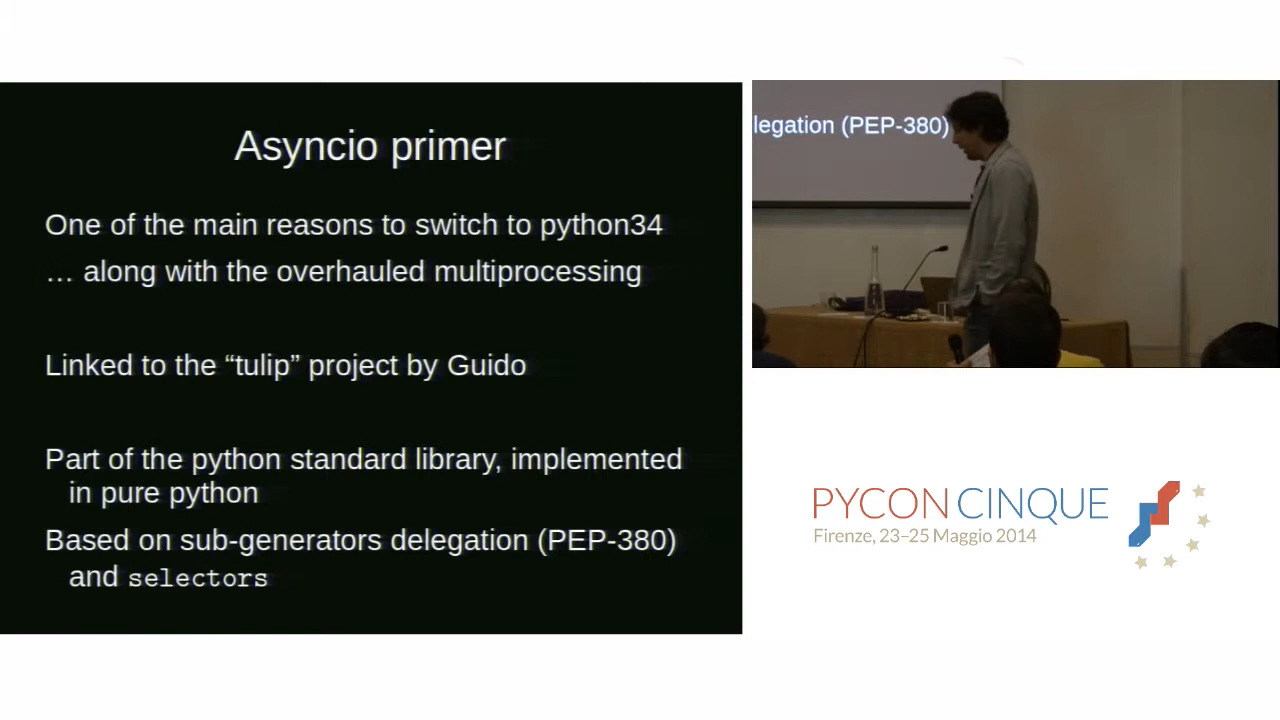 Asyncio primer
One of the main reasons to switch to python34
… along with the overhauled multiprocessing
Linked to the “tulip” project by Guido
Part of the python standard library, implemented
in pure python
Based on sub-generators delegation (PEP-380)
and selectors
legation (PEP-380)
PYCON CINQUE
Firenze, 23–25 Maggio 2014